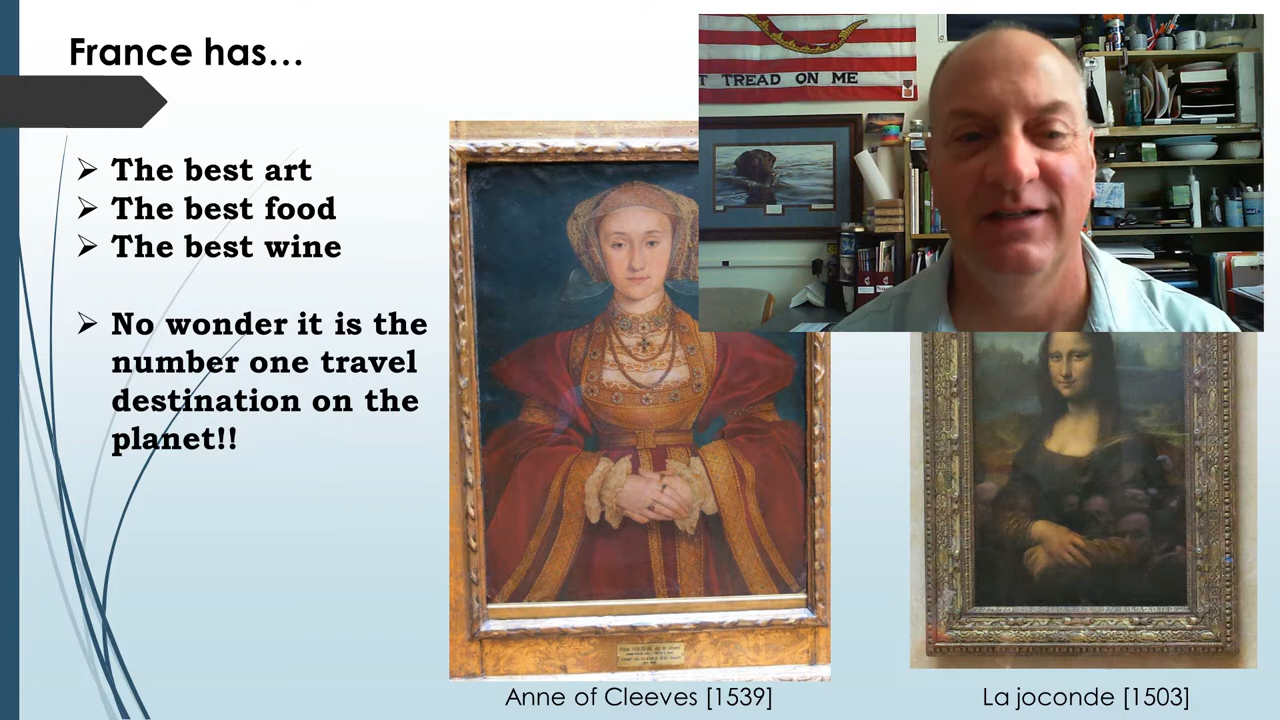 France has…
T TREAD ON ME
The best art
The best food
The best wine
No wonder it is the
number one travel
destination on the
planet!!
Anne of Cleeves [1539]
La joconde [1503]